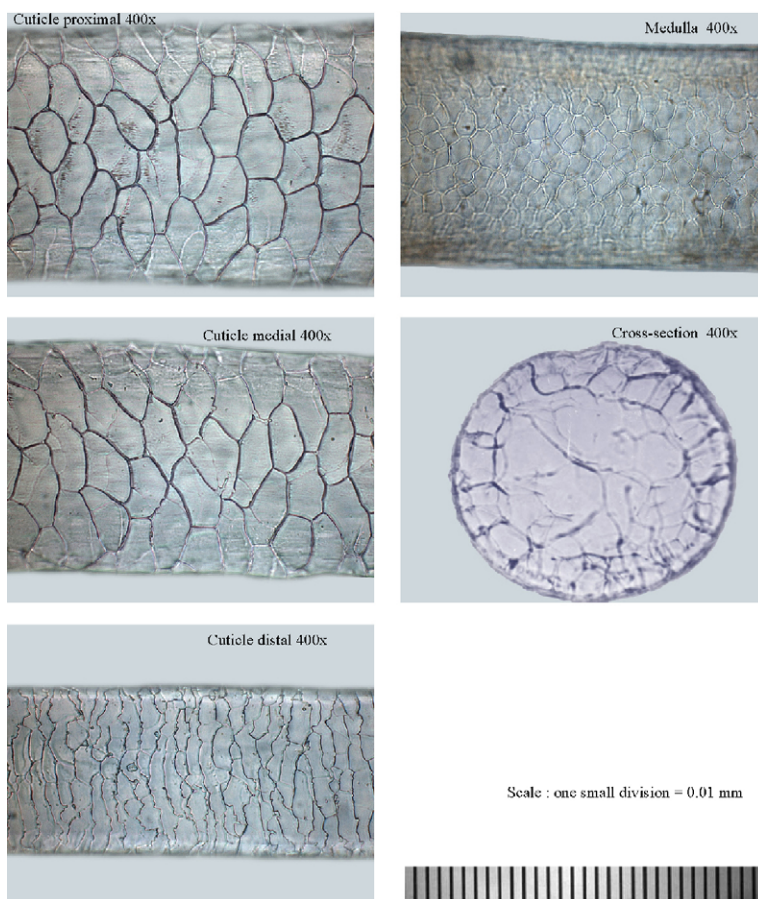 Cuticle proximal 400x
Medulla 400x
Cuticle medial 400x
Cross-section 400x
Cuticle distal 400x
Scale : one small division = 0.01 mm